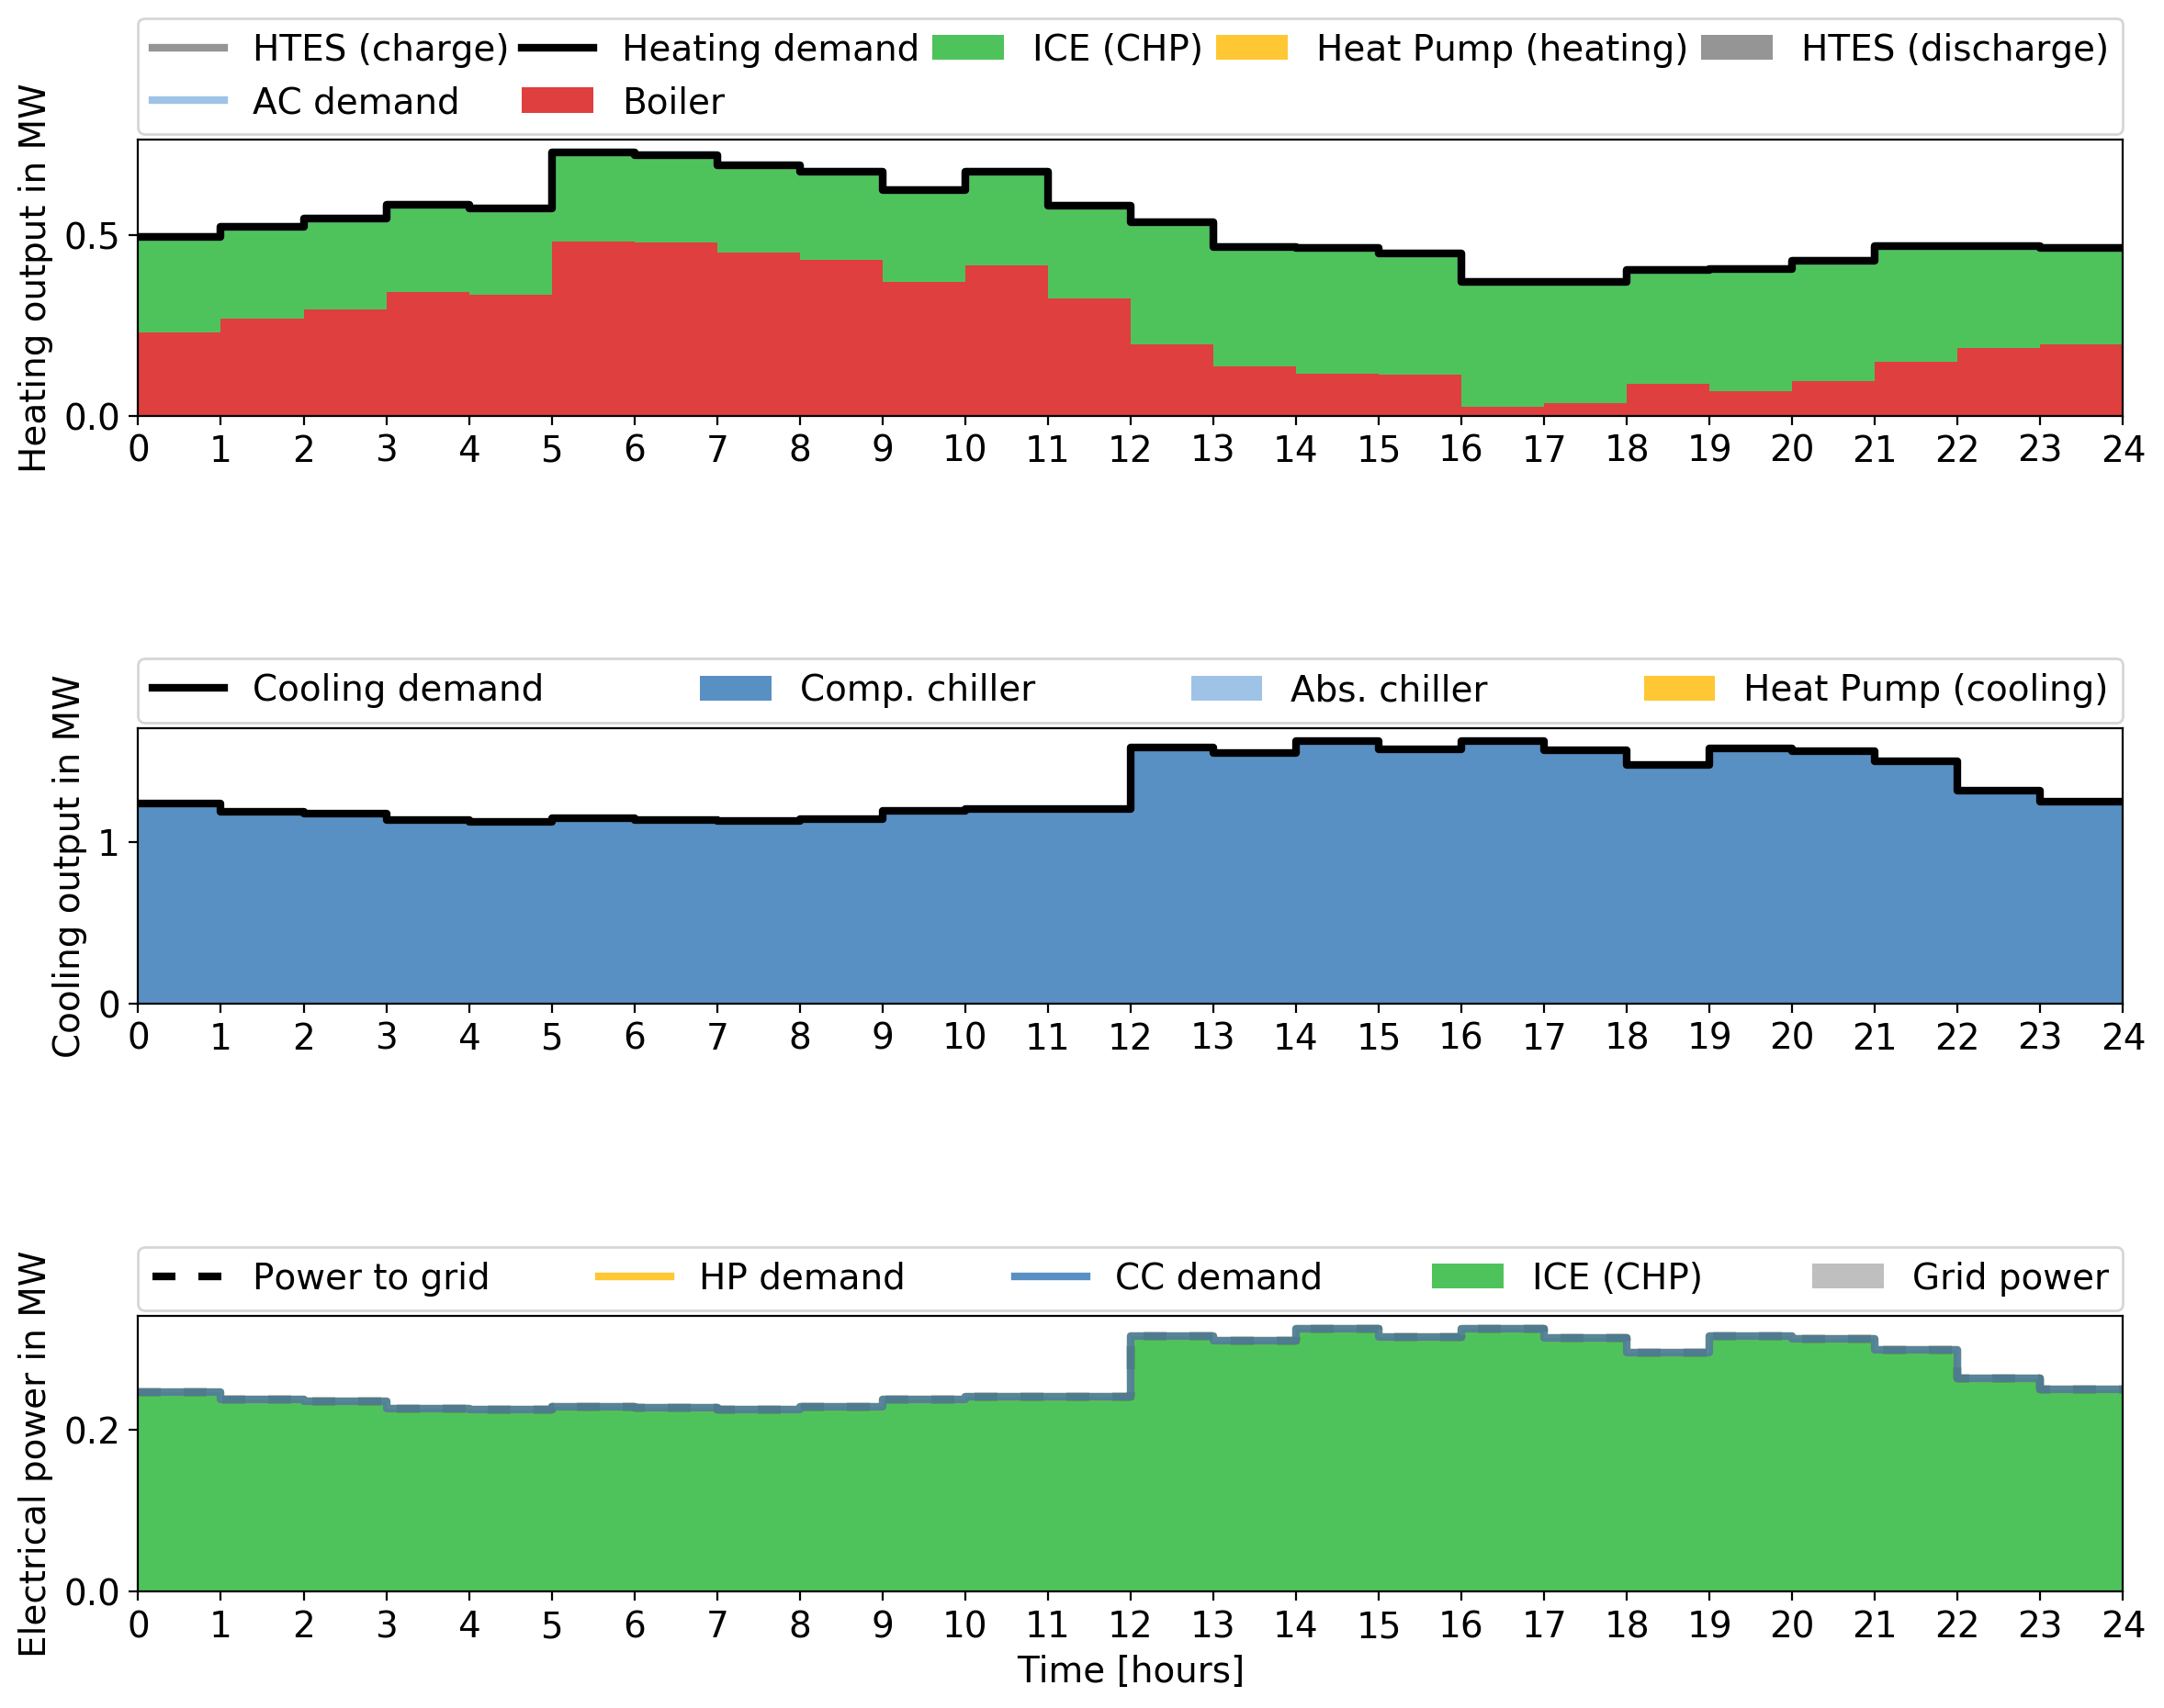 HTES (charge) Heating demand ICE (CHP) Heat Pump (heating) HTES (discharge)
AC demand Boiler
Heating output in MW
0.5
0.0
0 1 2 3 4 5 6 7 8 9 10 11 12 13 14 15 16 17 18 19 20 21 22 23 24
Cooling demand Comp. chiller Abs. chiller Heat Pump (cooling)
Cooling output in MW
1
0
0 1 2 3 4 5 6 7 8 9 10 11 12 13 14 15 16 17 18 19 20 21 22 23 24
Power to grid HP demand CC demand ICE (CHP) Grid power
Electrical power in MW
0.2
0.0
0 1 2 3 4 5 6 7 8 9 10 11 12 13 14 15 16 17 18 19 20 21 22 23 24
Time [hours]